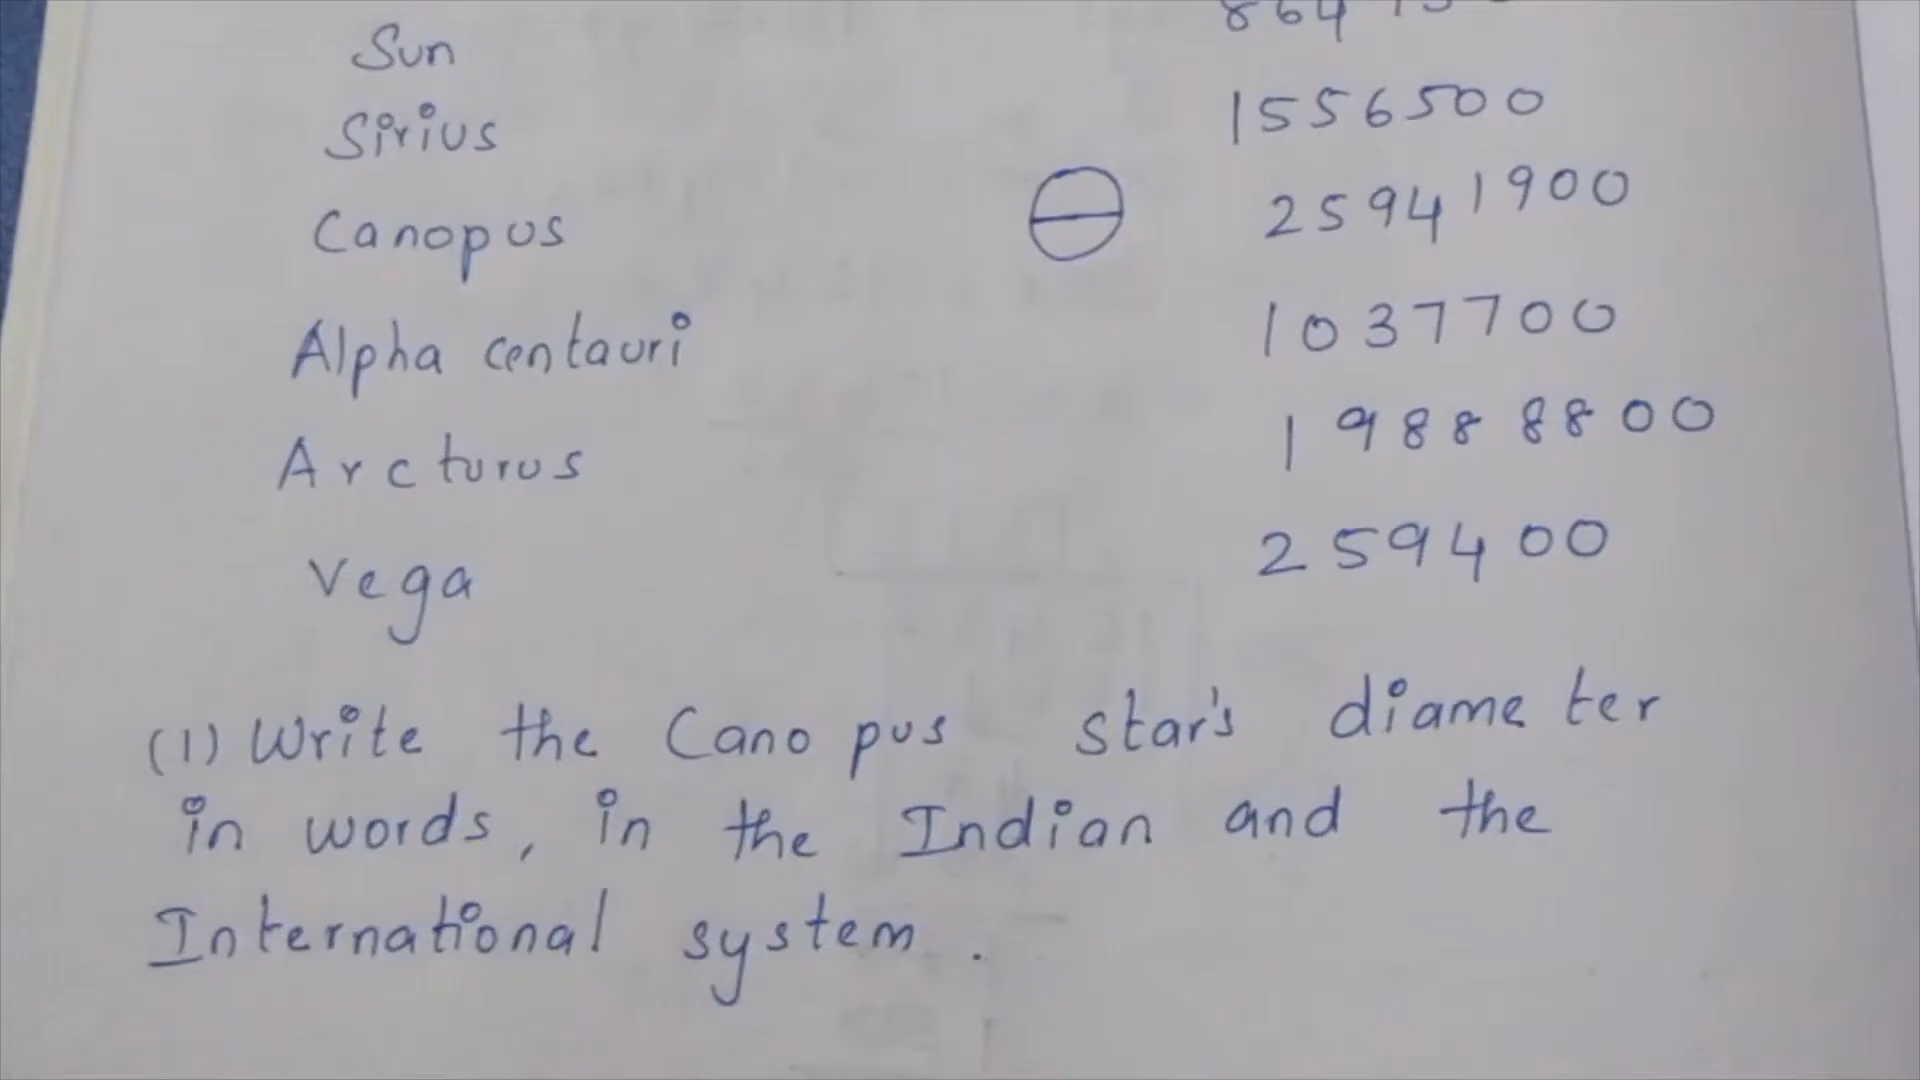 Sun
Sirius 1556500
Canopus 25941900
Alpha centauri 1037700
Arcturus 19888800
Vega 259400
(1) Write the Canopus star's diameter
in words, in the Indian and the
International system.